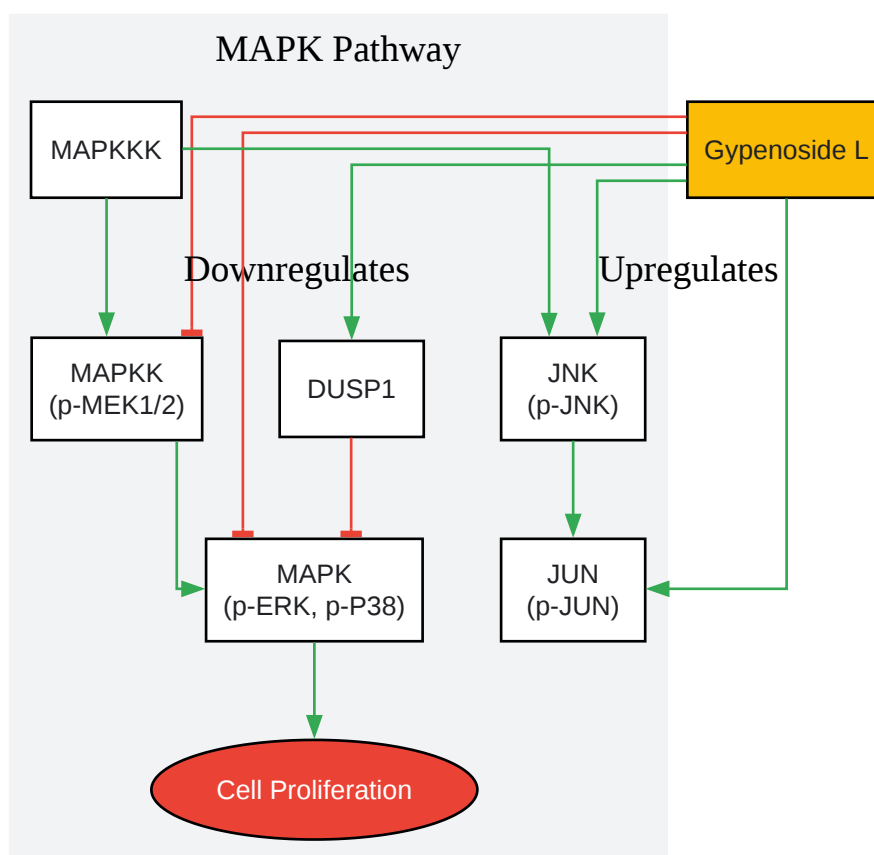 MAPK Pathway
MAPKKK
Gypenoside L
Downregulates
Upregulates
MAPKK
(p-MEK1/2)
DUSP1
JNK
(p-JNK)
MAPK
(p-ERK, p-P38)
JUN
(p-JUN)
Cell Proliferation